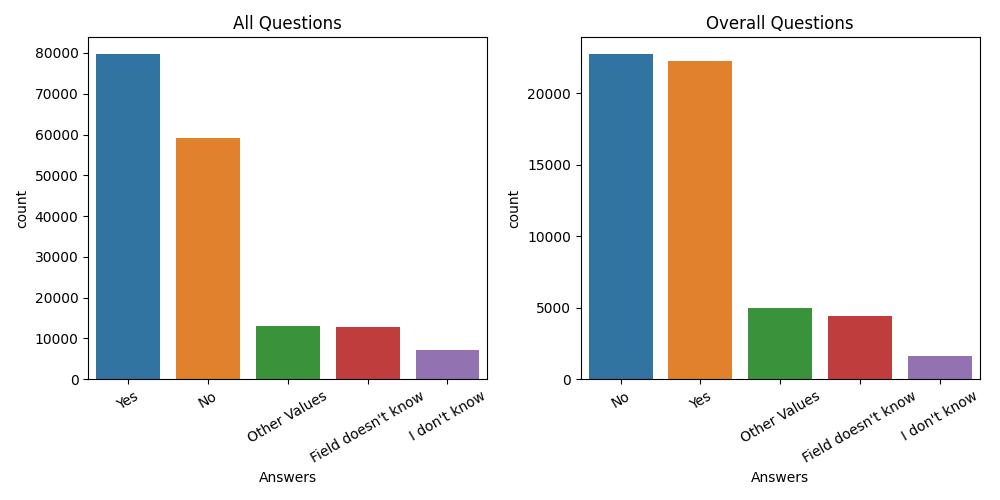 All Questions
80000
70000
60000
50000
40000
30000
20000
10000
0
count
Yes
No
Other Values
Field doesn't know
I don't know
Answers
Overall Questions
20000
15000
10000
5000
0
count
No
Yes
Other Values
Field doesn't know
I don't know
Answers